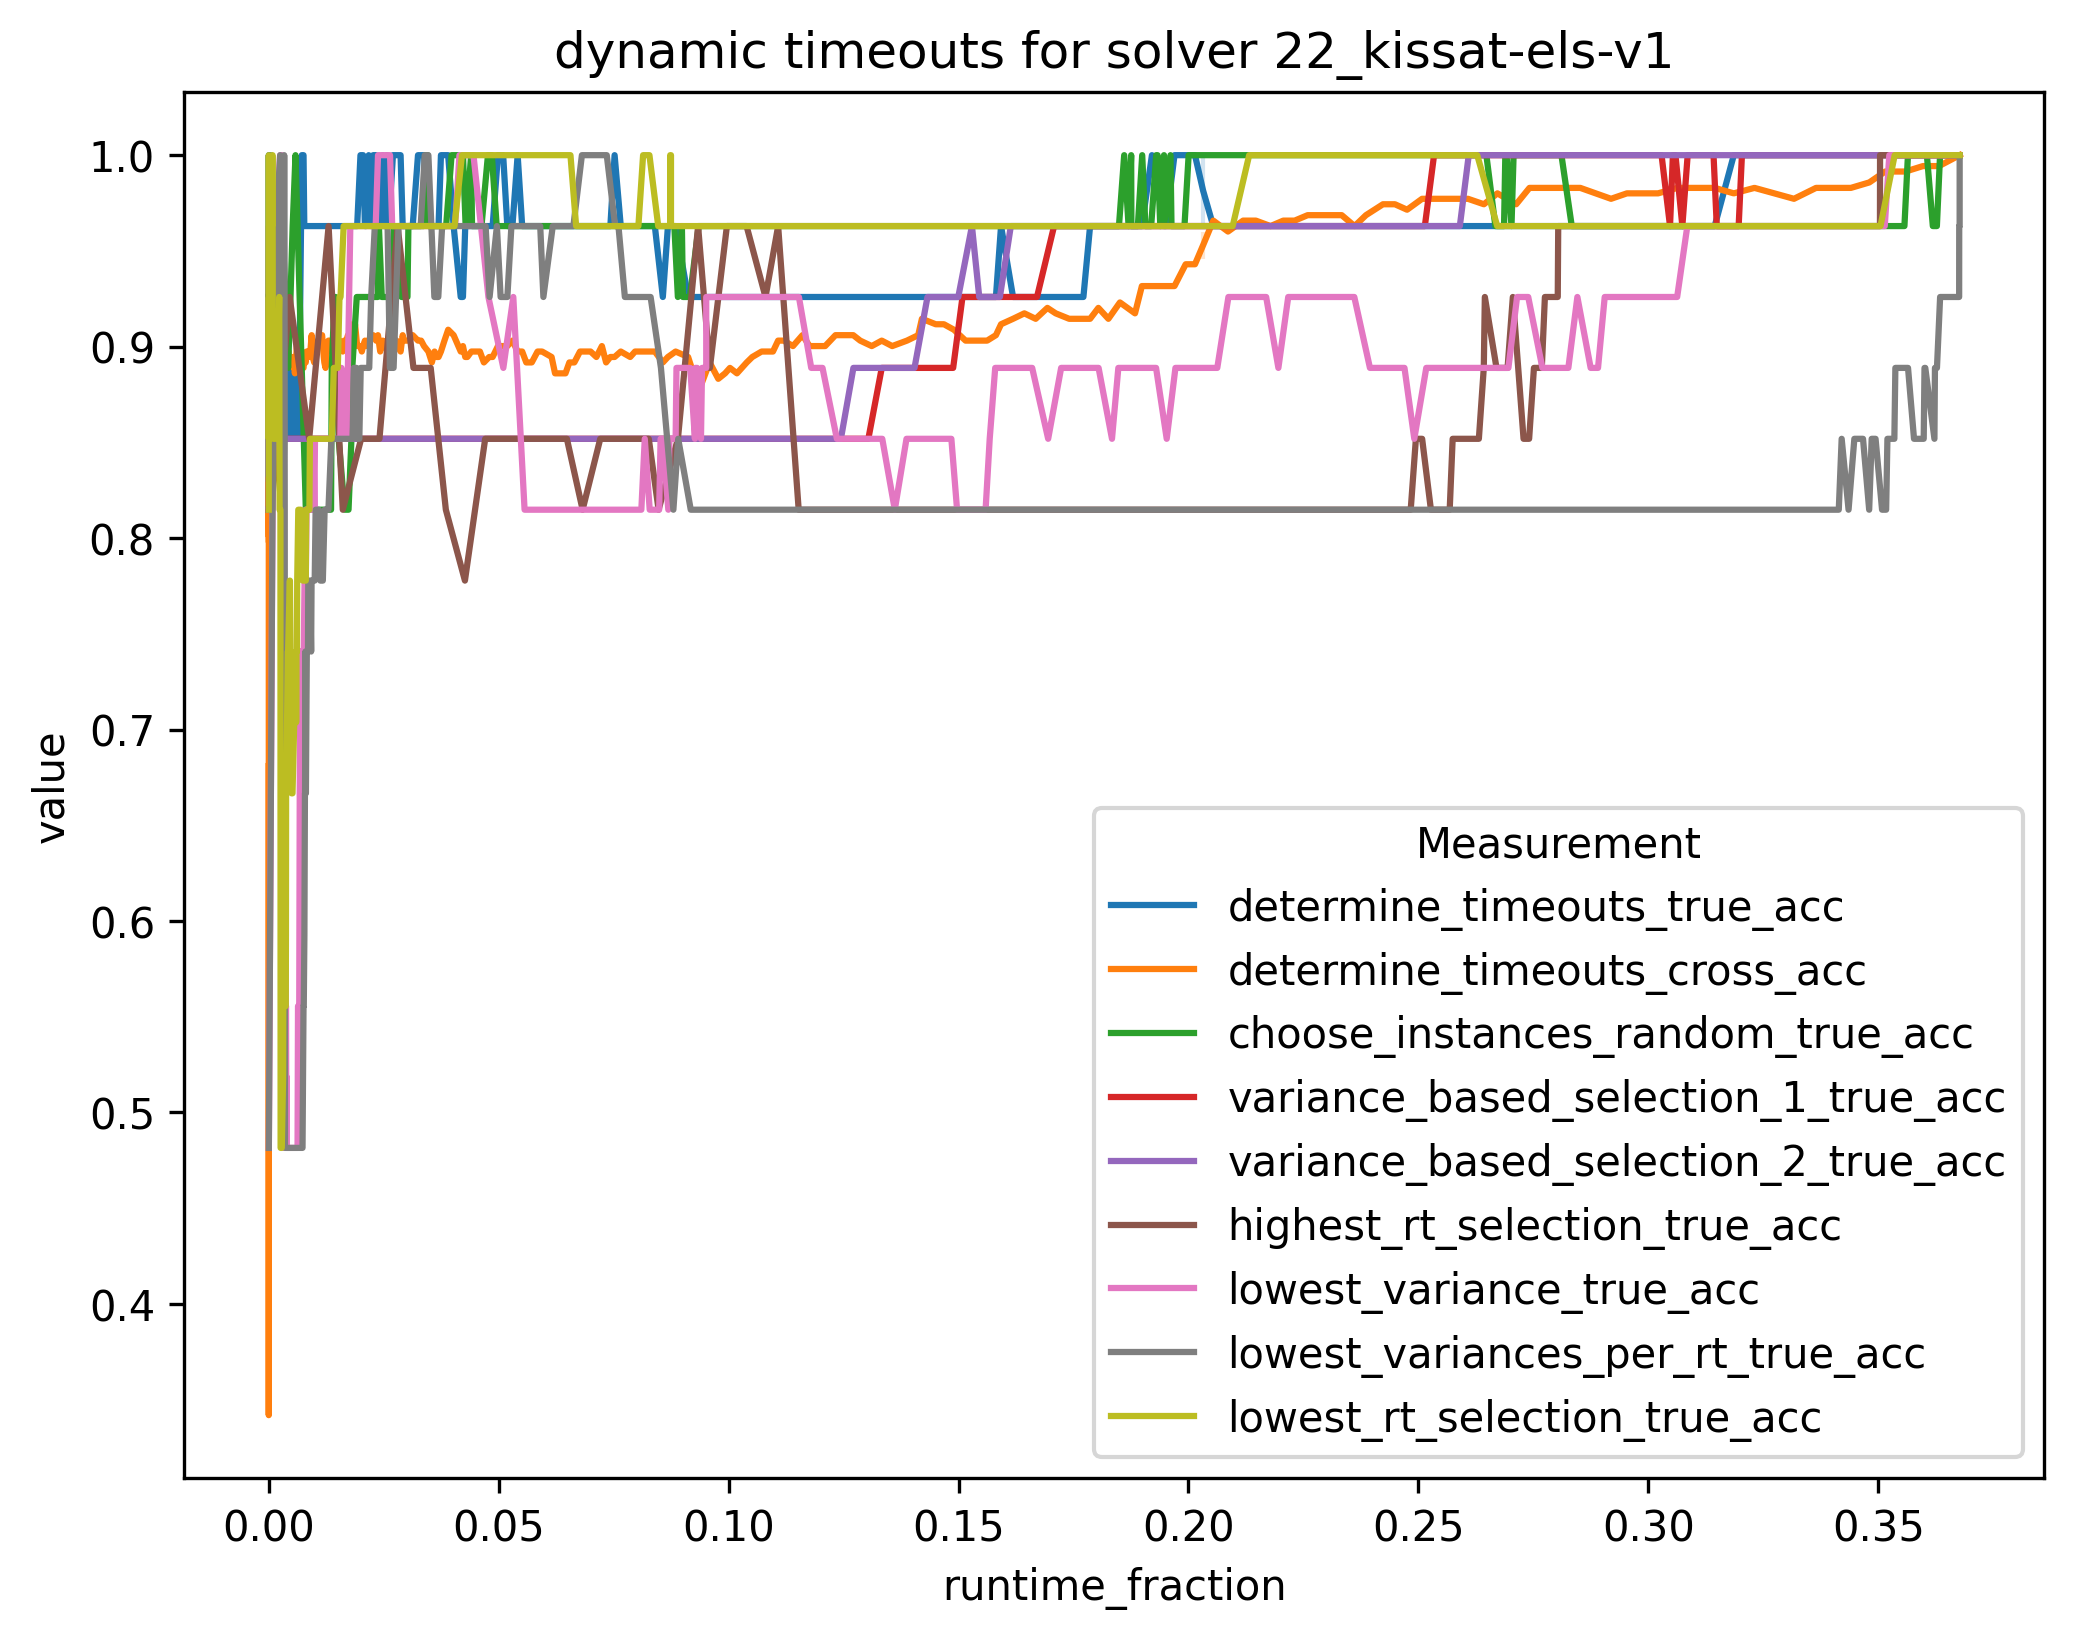 dynamic timeouts for solver 22_kissat-els-v1
1.0
0.9
0.8
0.7
0.6
0.5
0.4
value
Measurement
determine_timeouts_true_acc
determine_timeouts_cross_acc
choose_instances_random_true_acc
variance_based_selection_1_true_acc
variance_based_selection_2_true_acc
highest_rt_selection_true_acc
lowest_variance_true_acc
lowest_variances_per_rt_true_acc
lowest_rt_selection_true_acc
0.00 0.05 0.10 0.15 0.20 0.25 0.30 0.35
runtime_fraction